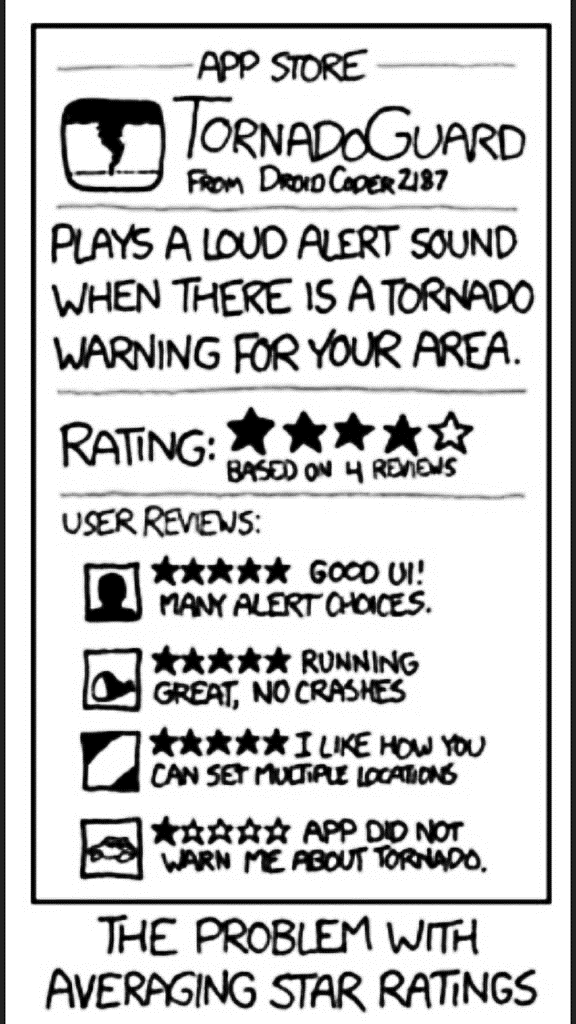 APP STORE
TORNADOGUARD
FROM DROIDCODER2187
PLAYS A LOUD ALERT SOUND
WHEN THERE IS A TORNADO
WARNING FOR YOUR AREA.
RATING: ★★★★☆
BASED ON 4 REVIEWS
USER REVIEWS:
★★★★★ GOOD UI!
MANY ALERT CHOICES.
★★★★★ RUNNING
GREAT, NO CRASHES
★★★★★ I LIKE HOW YOU
CAN SET MULTIPLE LOCATIONS
★☆☆☆☆ APP DID NOT
WARN ME ABOUT TORNADO.
THE PROBLEM WITH
AVERAGING STAR RATINGS